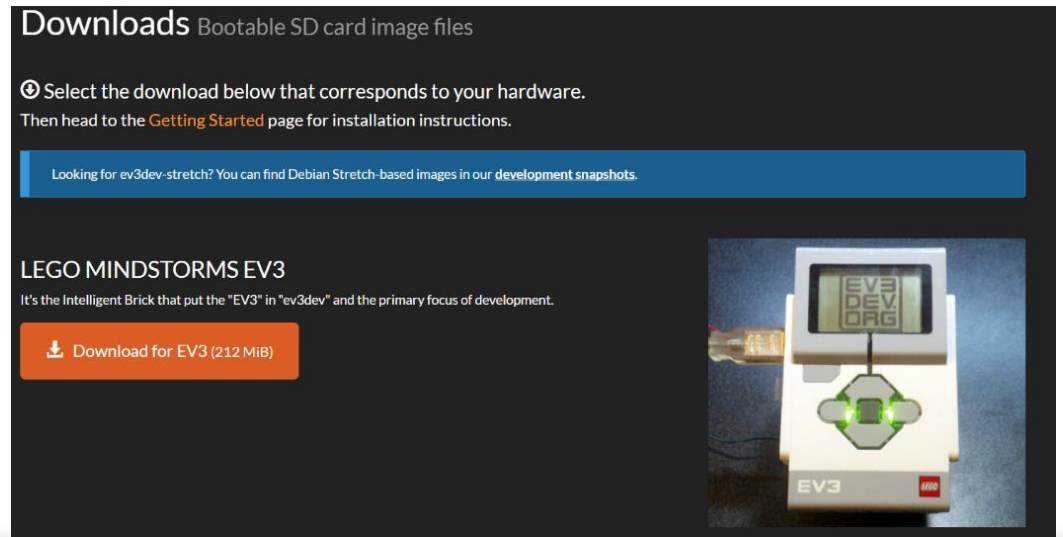 Downloads Bootable SD card image files
Select the download below that corresponds to your hardware.
Then head to the Getting Started page for installation instructions.
Looking for ev3dev-stretch? You can find Debian Stretch-based images in our development snapshots.
LEGO MINDSTORMS EV3
It's the Intelligent Brick that put the "EV3" in "ev3dev" and the primary focus of development.
Download for EV3 (212 MiB)
EV3
DEV.
ORG
EV3
LEGO